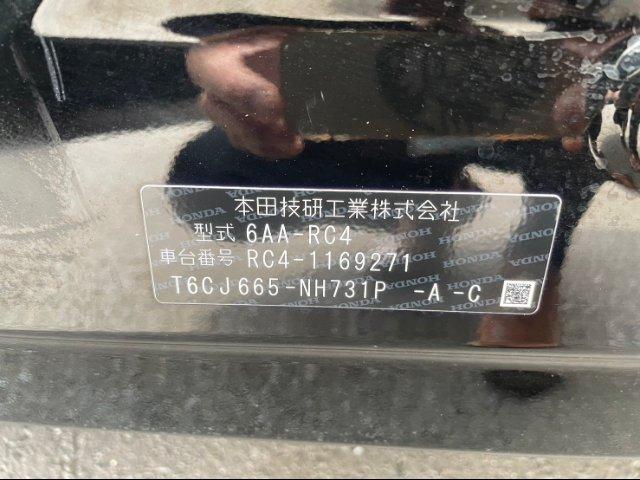 本田技研工業株式会社
型式 6AA-RC4
車台番号 RC4-1169271
T6CJ665-NH731P -A-C